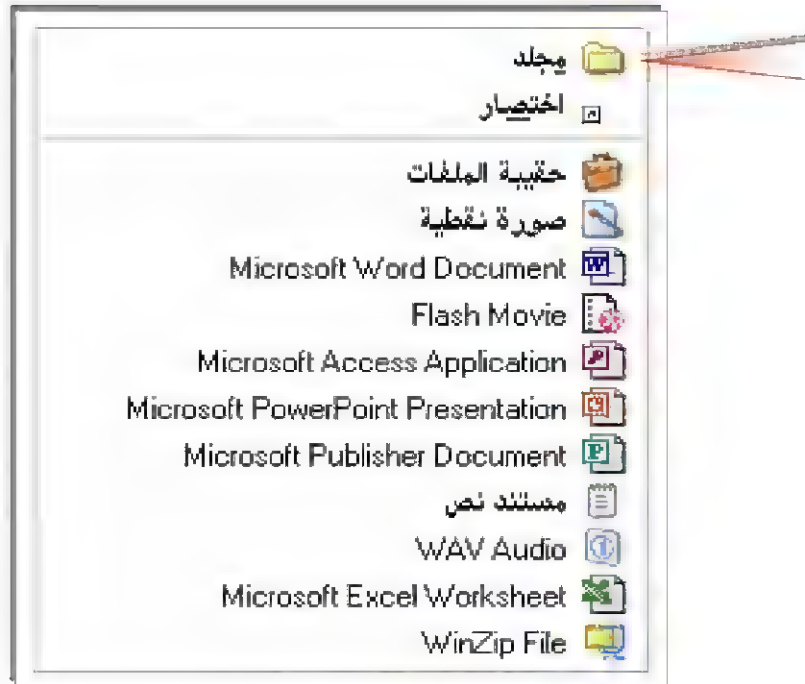 مجلد
اختصار
حقيبة الملفات
صورة نقطية
Microsoft Word Document
Flash Movie
Microsoft Access Application
Microsoft PowerPoint Presentation
Microsoft Publisher Document
مستند نص
WAV Audio
Microsoft Excel Worksheet
WinZip File